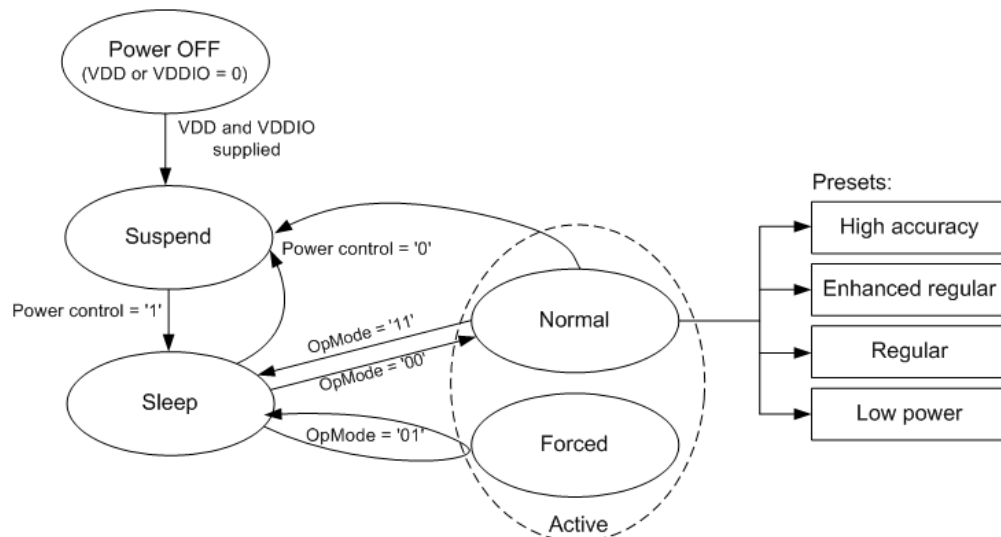 Power OFF
(VDD or VDDIO = 0)
VDD and VDDIO
supplied
Presets:
High accuracy
Suspend
Power control = '0'
Enhanced regular
Power control = '1'
Normal
OpMode = '11'
Regular
OpMode = '00'
Sleep
Low power
OpMode = '01'
Forced
Active